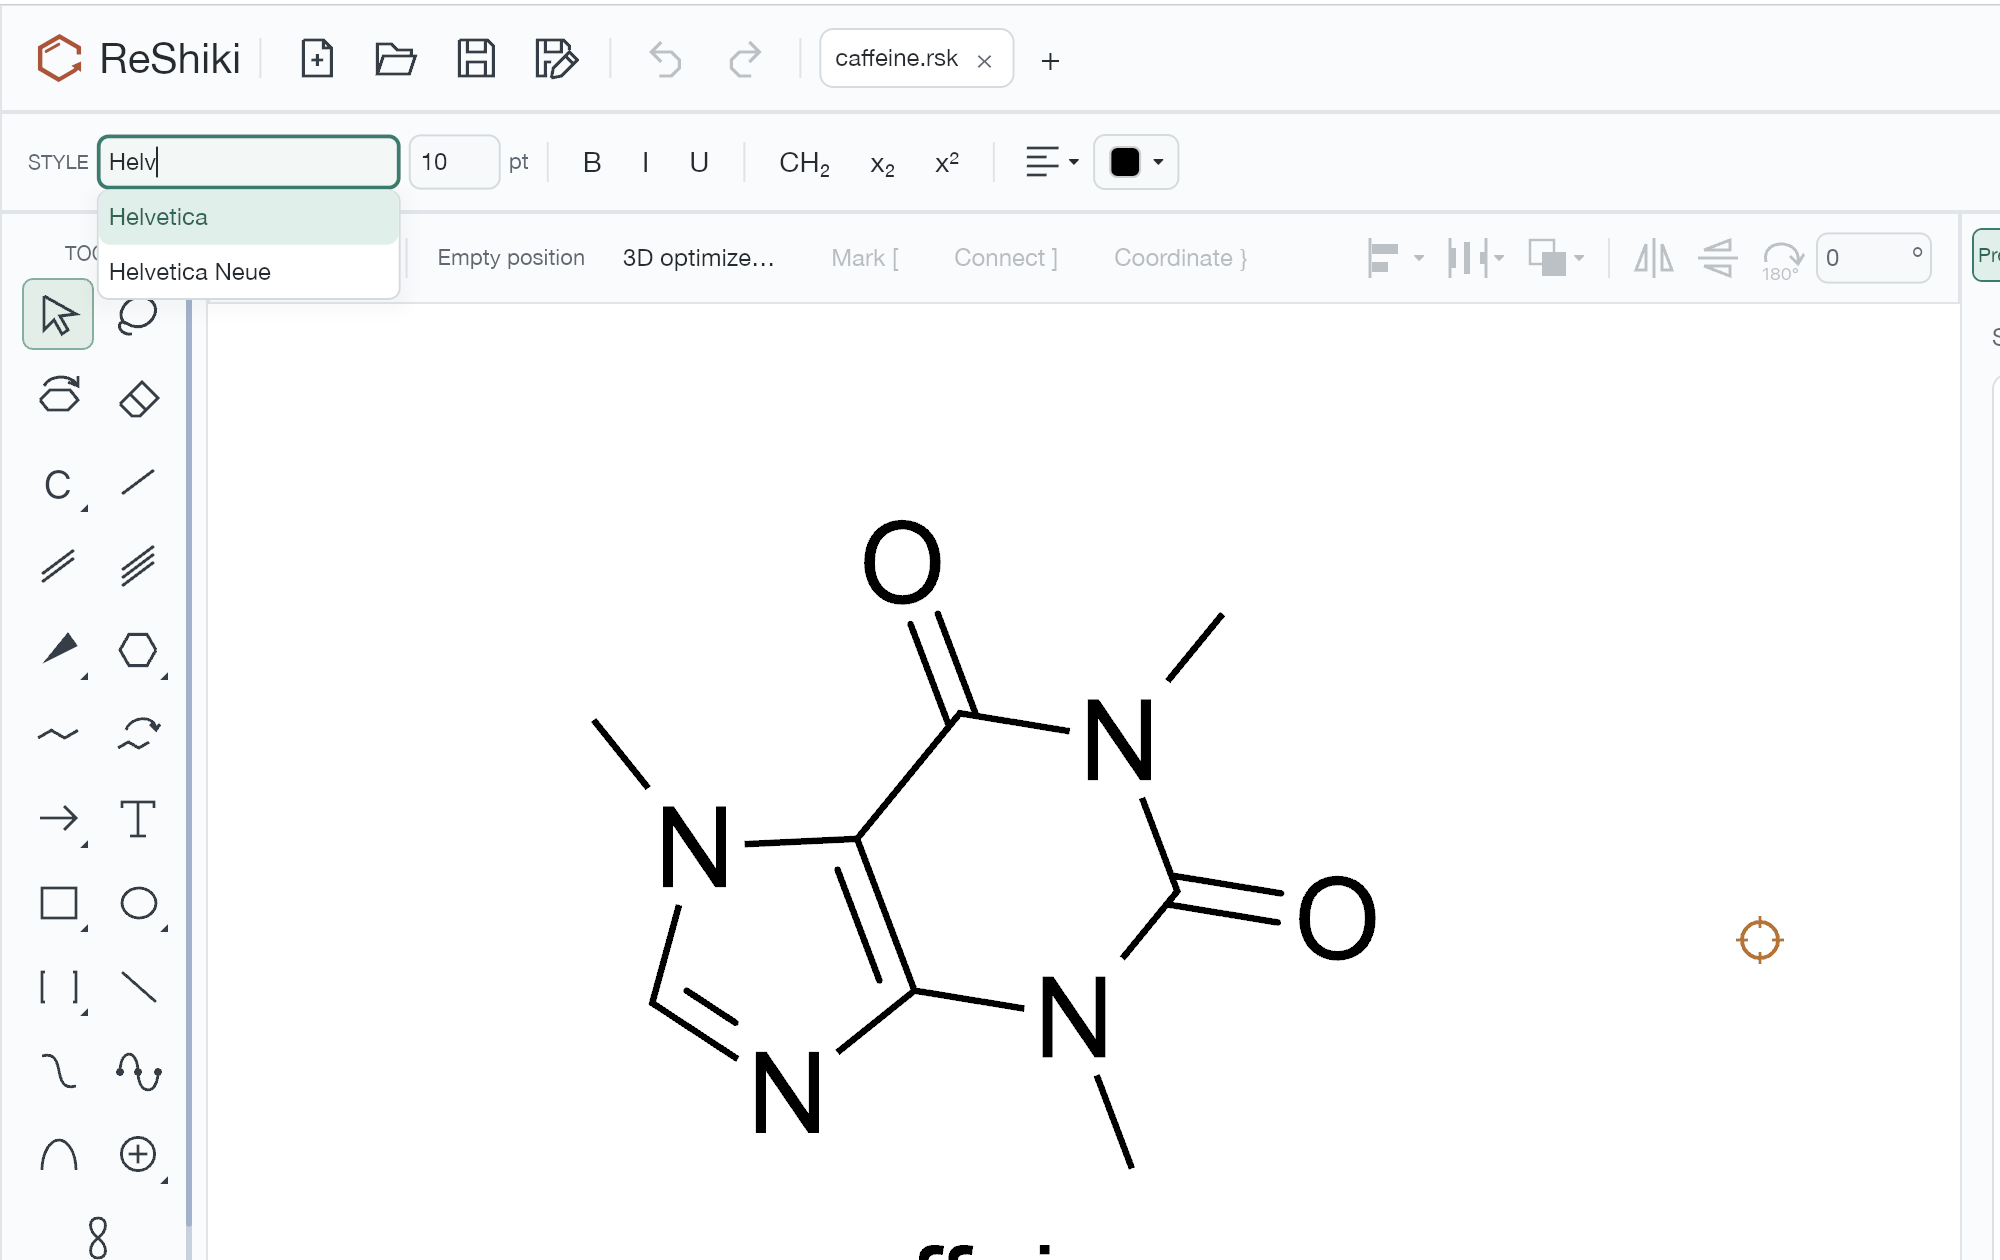 ReShiki
caffeine.rsk
STYLE Helv 10 pt B I U CH₂ x₂ x²
Helvetica
Helvetica Neue
Empty position 3D optimize... Mark [ Connect ] Coordinate } 180° 0 °
C
T
[ ]
O
N
N
O
N
N